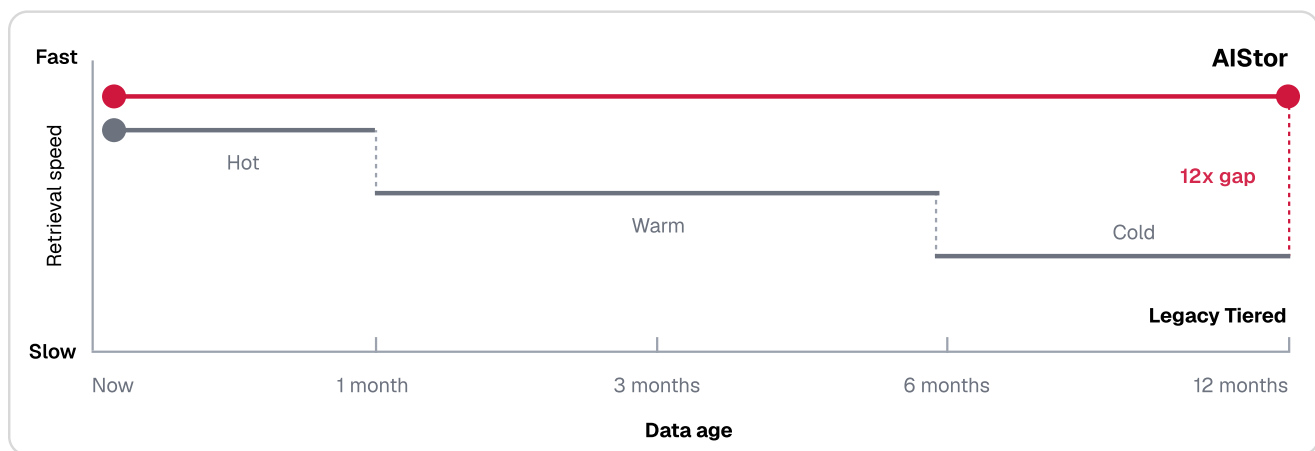 Fast
AIStor
Retrieval speed
Hot
12x gap
Warm
Cold
Legacy Tiered
Slow
Now
1 month
3 months
6 months
12 months
Data age